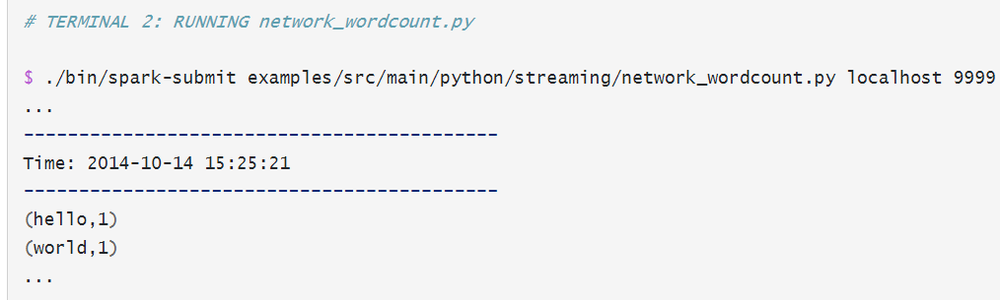 # TERMINAL 2: RUNNING network_wordcount.py
$ ./bin/spark-submit examples/src/main/python/streaming/network_wordcount.py localhost 9999
...
-------------------------------------------
Time: 2014-10-14 15:25:21
-------------------------------------------
(hello,1)
(world,1)
...